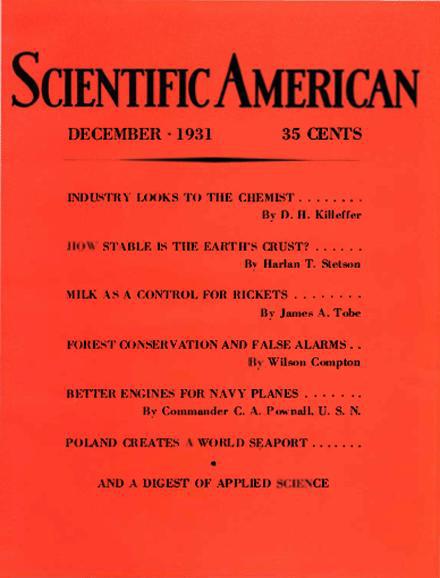 SCIENTIFIC AMERICAN
DECEMBER · 1931 35 CENTS
INDUSTRY LOOKS TO THE CHEMIST . . . . . . . .
By D. H. Killeffer
HOW STABLE IS THE EARTH'S CRUST? . . . . . .
By Harlan T. Stetson
MILK AS A CONTROL FOR RICKETS . . . . . . . .
By James A. Tobe
FOREST CONSERVATION AND FALSE ALARMS . .
By Wilson Compton
BETTER ENGINES FOR NAVY PLANES . . . . . . .
By Commander C. A. Pownall, U. S. N.
POLAND CREATES A WORLD SEAPORT . . . . . . .
•
AND A DIGEST OF APPLIED SCIENCE